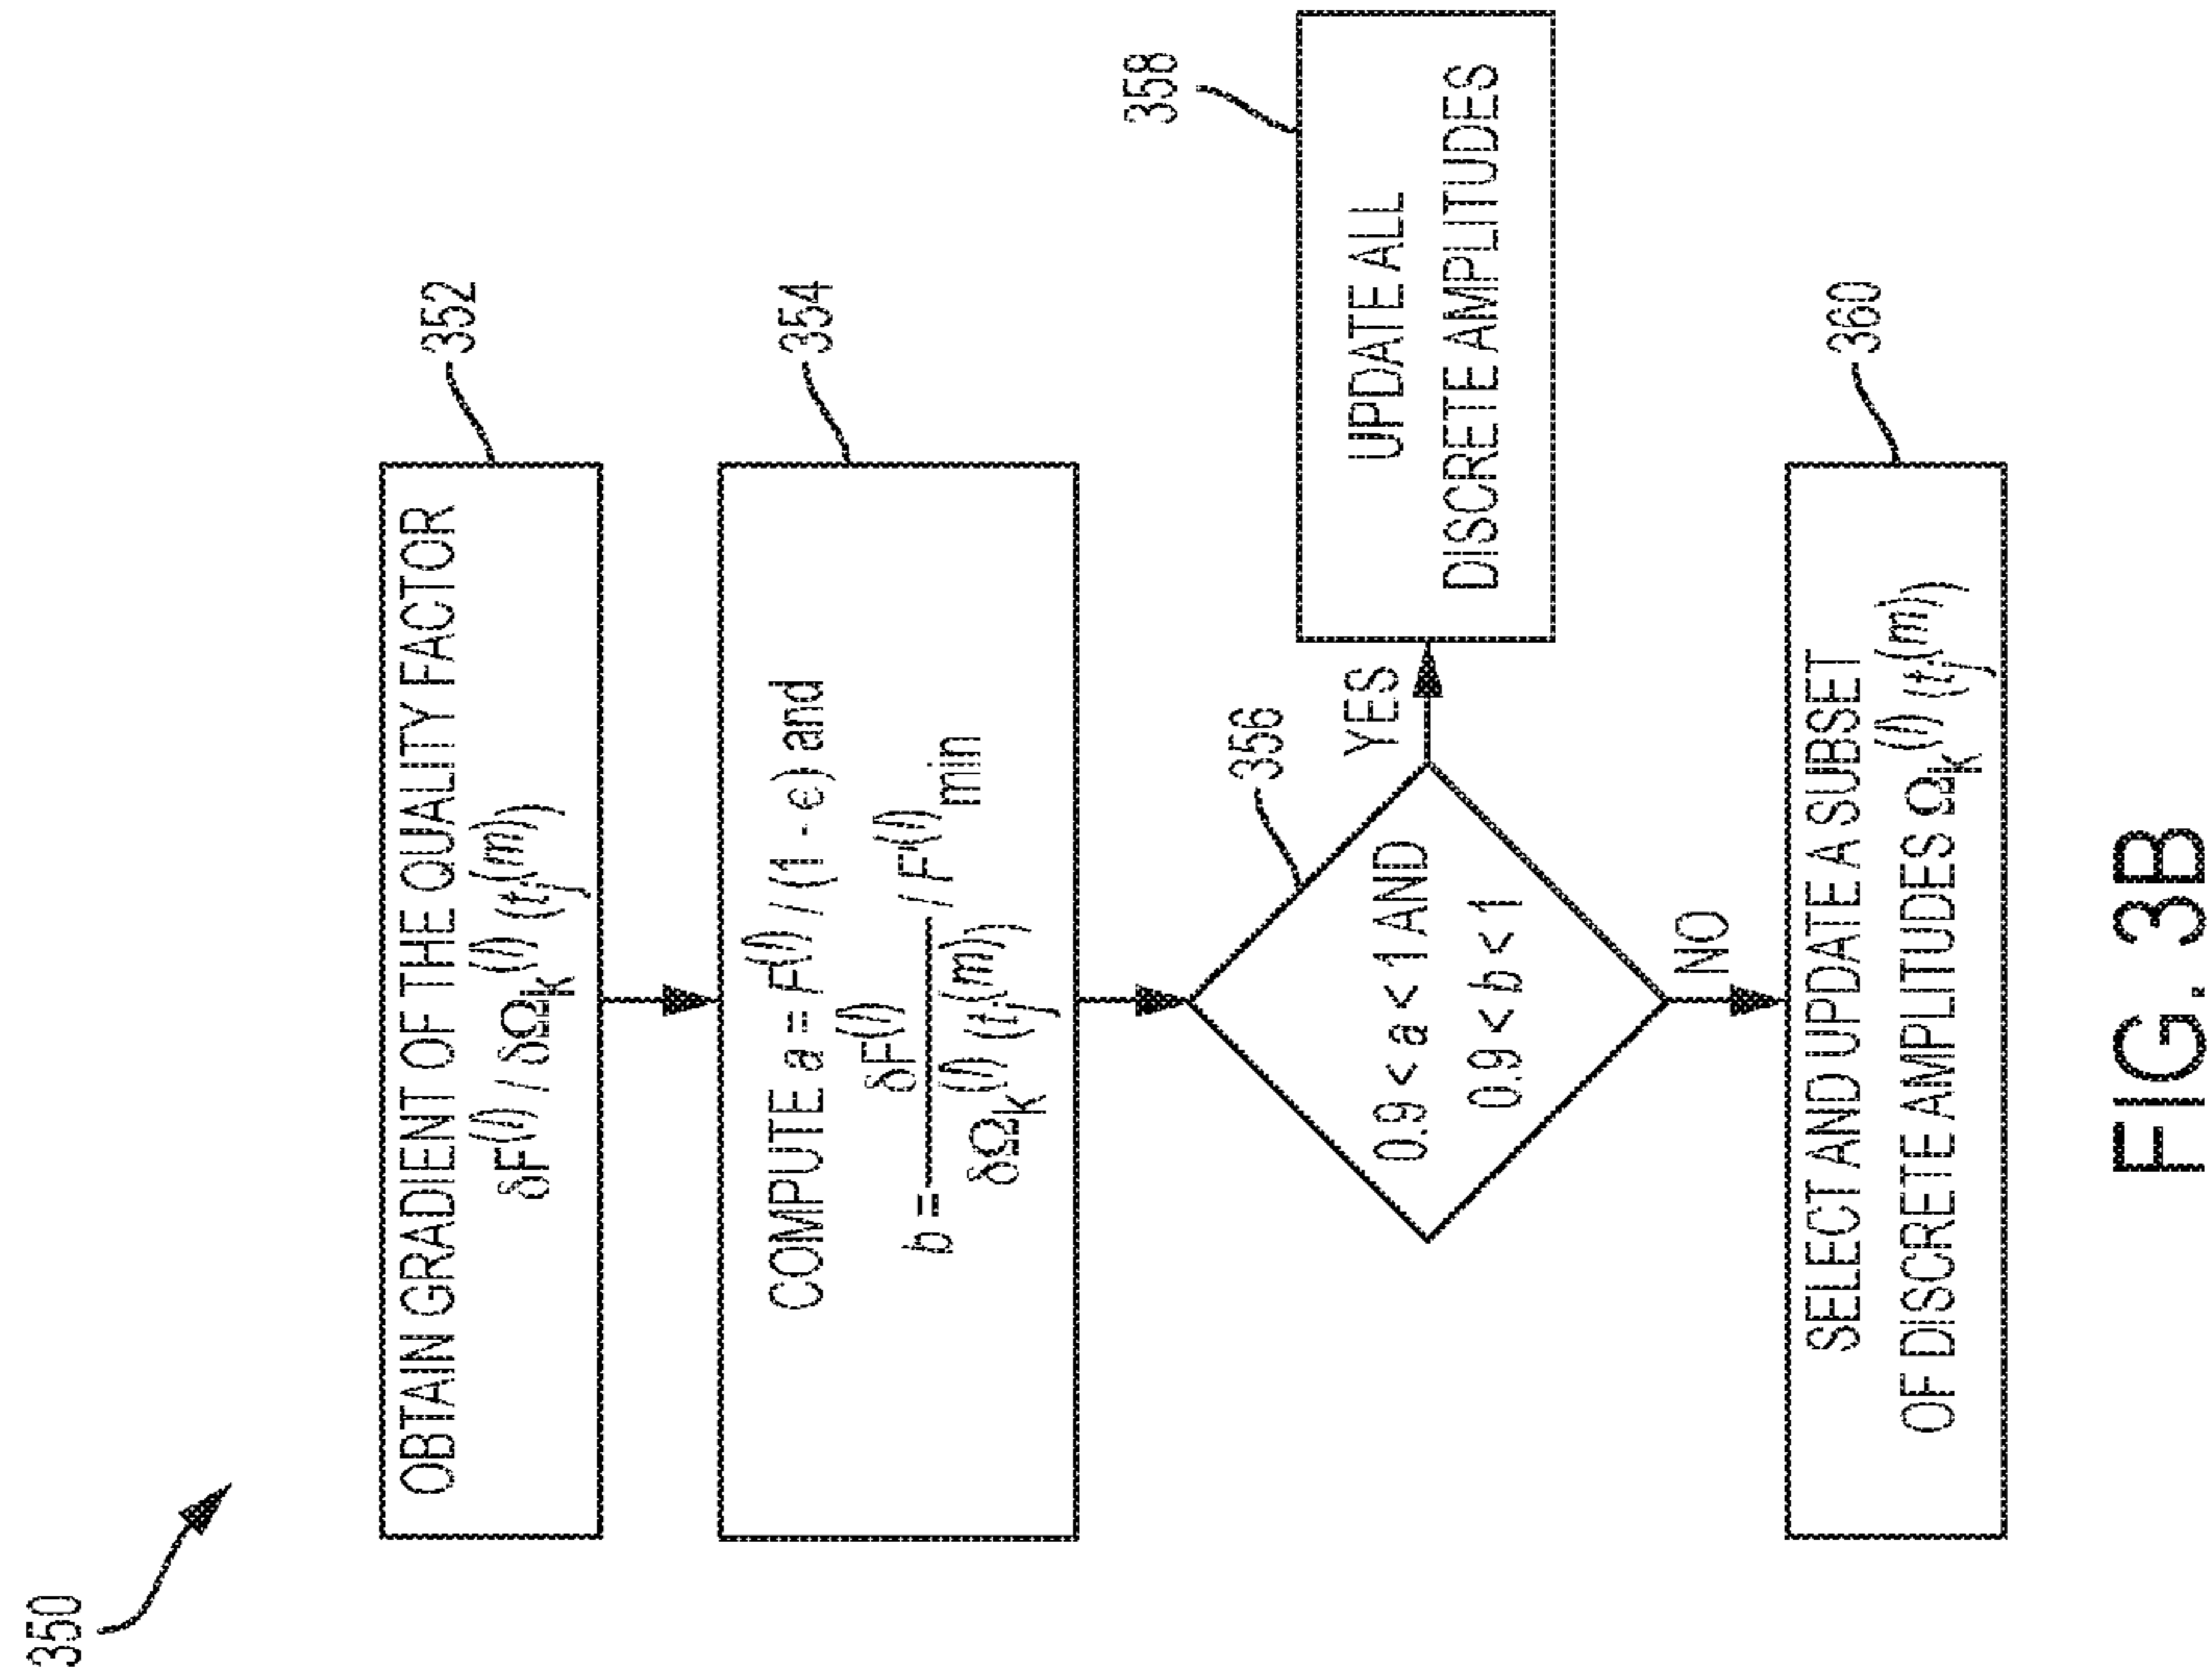 350
OBTAIN GRADIENT OF THE QUALITY FACTOR
δF⁽ˡ⁾ / δΩₖ⁽ˡ⁾ (tⱼ⁽ᵐ⁾)
352
COMPUTE a = F⁽ˡ⁾ / (1 - ϵ) and
b = δF⁽ˡ⁾ / δΩₖ⁽ˡ⁾ (tⱼ⁽ᵐ⁾) / F⁽ˡ⁾min
354
0.9 < a < 1 AND
0.9 < b < 1
356
YES
UPDATE ALL
DISCRETE AMPLITUDES
358
NO
SELECT AND UPDATE A SUBSET
OF DISCRETE AMPLITUDES Ωₖ⁽ˡ⁾ (tⱼ⁽ᵐ⁾)
360
FIG. 3B